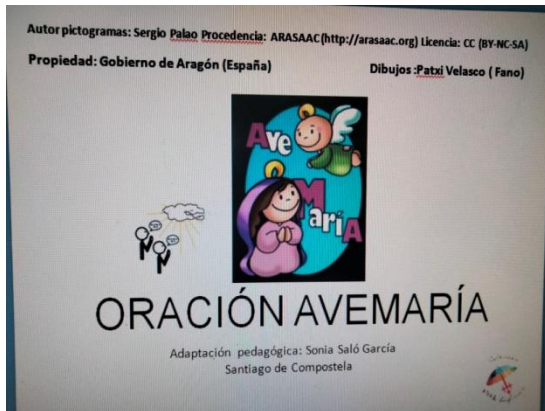 Autor pictogramas: Sergio Palao Procedencia: ARASAAC (http://arasaac.org) Licencia: CC (BY-NC-SA)
Propiedad: Gobierno de Aragón (España)
Dibujos :Patxi Velasco ( Fano)
Ave
María
ORACIÓN AVEMARÍA
Adaptación pedagógica: Sonia Saló García
Santiago de Compostela